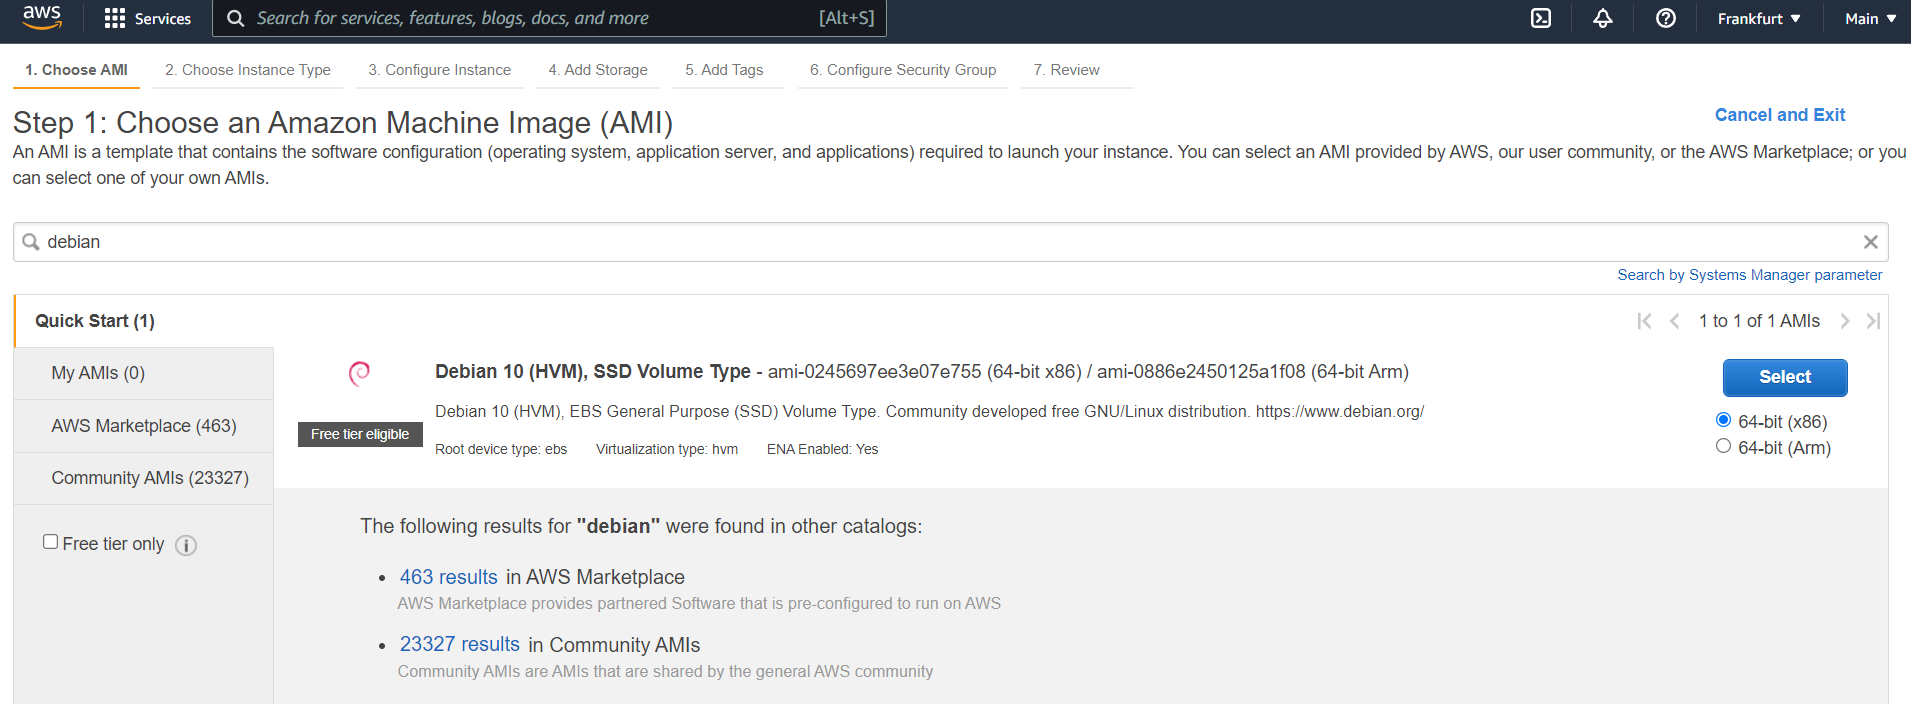 aws
Services
Search for services, features, blogs, docs, and more [Alt+S]
Frankfurt
Main
1. Choose AMI
2. Choose Instance Type
3. Configure Instance
4. Add Storage
5. Add Tags
6. Configure Security Group
7. Review
Step 1: Choose an Amazon Machine Image (AMI)
Cancel and Exit
An AMI is a template that contains the software configuration (operating system, application server, and applications) required to launch your instance. You can select an AMI provided by AWS, our user community, or the AWS Marketplace; or you
can select one of your own AMIs.
debian
Search by Systems Manager parameter
Quick Start (1)
1 to 1 of 1 AMIs
My AMIs (0)
AWS Marketplace (463)
Community AMIs (23327)
Free tier only
Debian 10 (HVM), SSD Volume Type - ami-0245697ee3e07e755 (64-bit x86) / ami-0886e2450125a1f08 (64-bit Arm)
Free tier eligible
Debian 10 (HVM), EBS General Purpose (SSD) Volume Type. Community developed free GNU/Linux distribution. https://www.debian.org/
Root device type: ebs Virtualization type: hvm ENA Enabled: Yes
Select
64-bit (x86)
64-bit (Arm)
The following results for "debian" were found in other catalogs:
• 463 results in AWS Marketplace
AWS Marketplace provides partnered Software that is pre-configured to run on AWS
• 23327 results in Community AMIs
Community AMIs are AMIs that are shared by the general AWS community